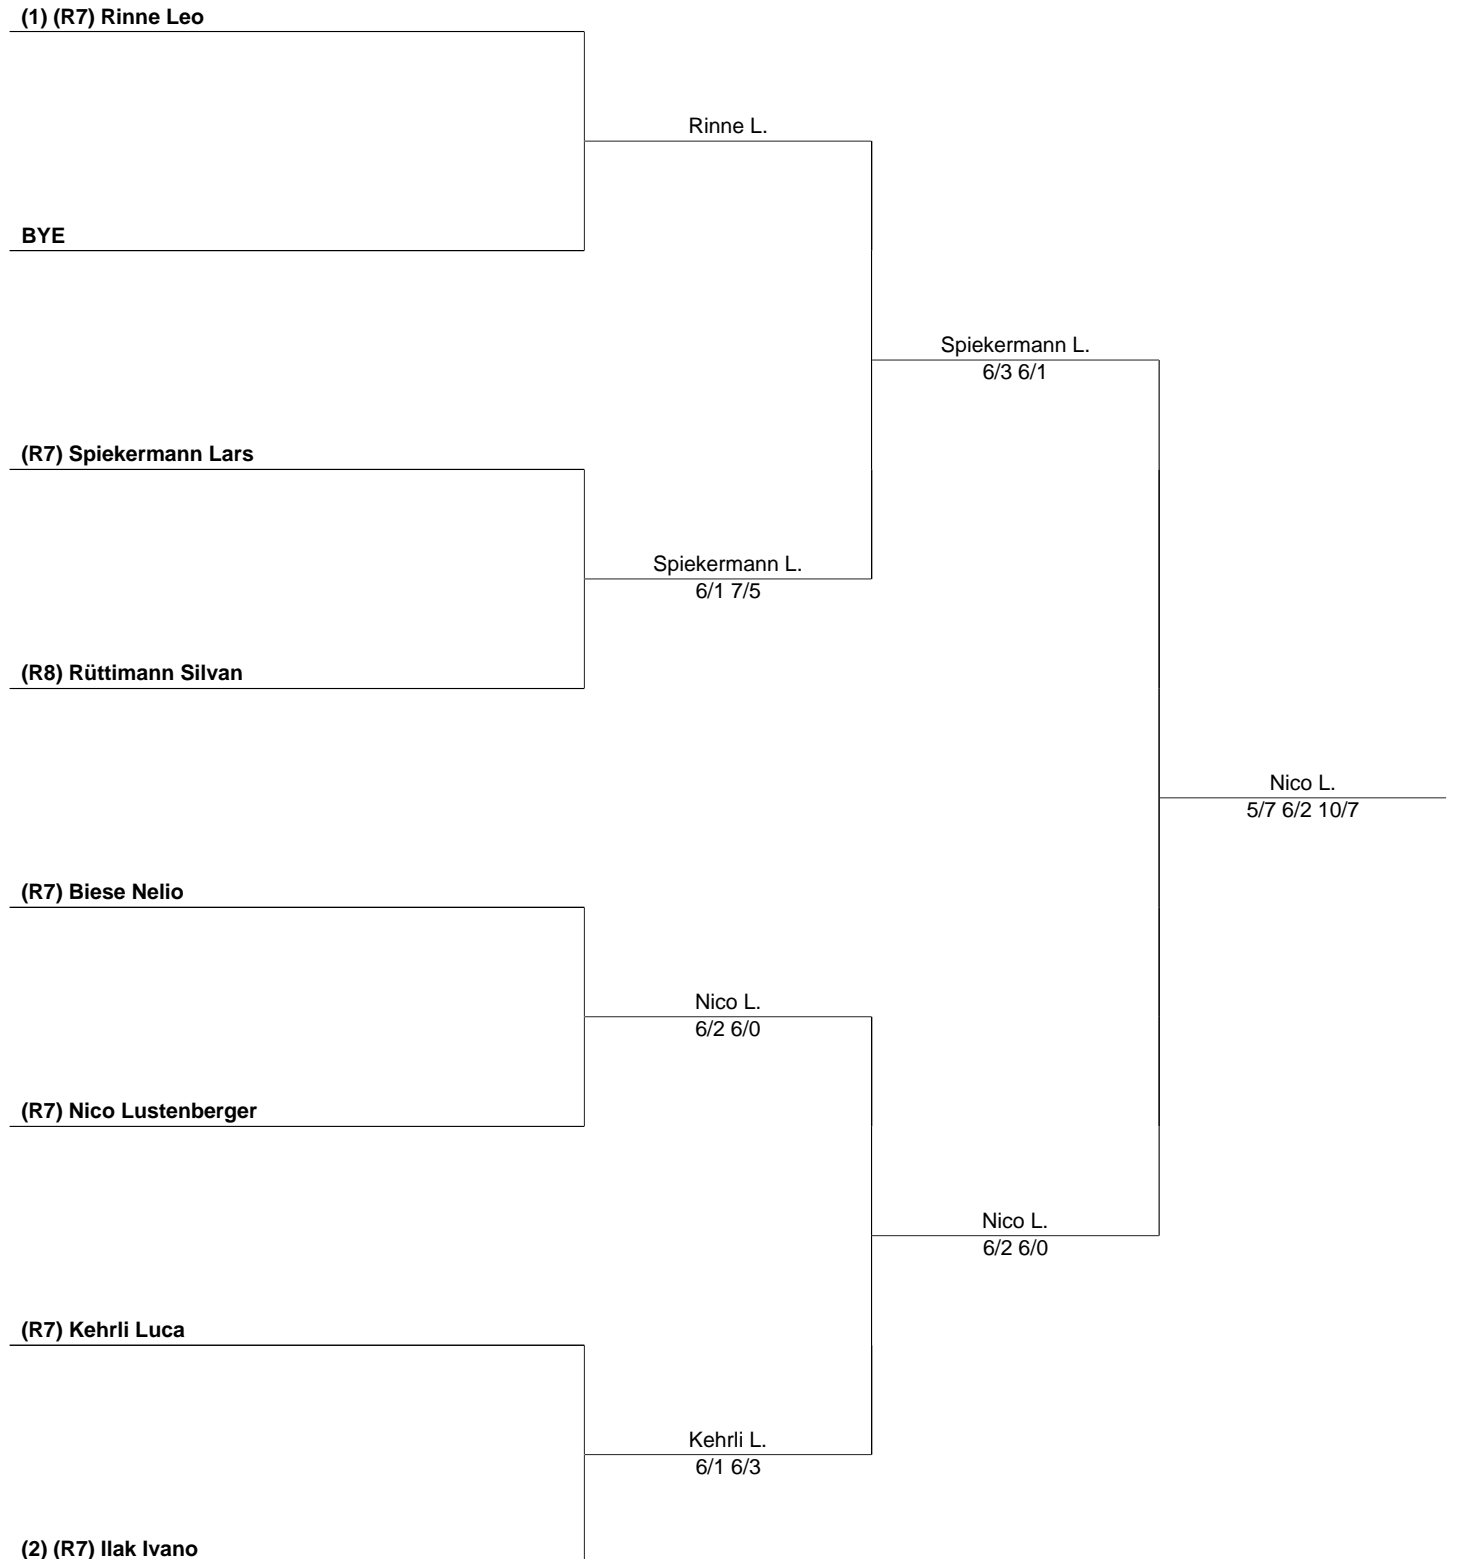 (1) (R7) Rinne Leo
Rinne L.
BYE
Spiekermann L.
6/3 6/1
(R7) Spiekermann Lars
Spiekermann L.
6/1 7/5
(R8) Rüttimann Silvan
Nico L.
5/7 6/2 10/7
(R7) Biese Nelio
Nico L.
6/2 6/0
(R7) Nico Lustenberger
Nico L.
6/2 6/0
(R7) Kehrli Luca
Kehrli L.
6/1 6/3
(2) (R7) Ilak Ivano